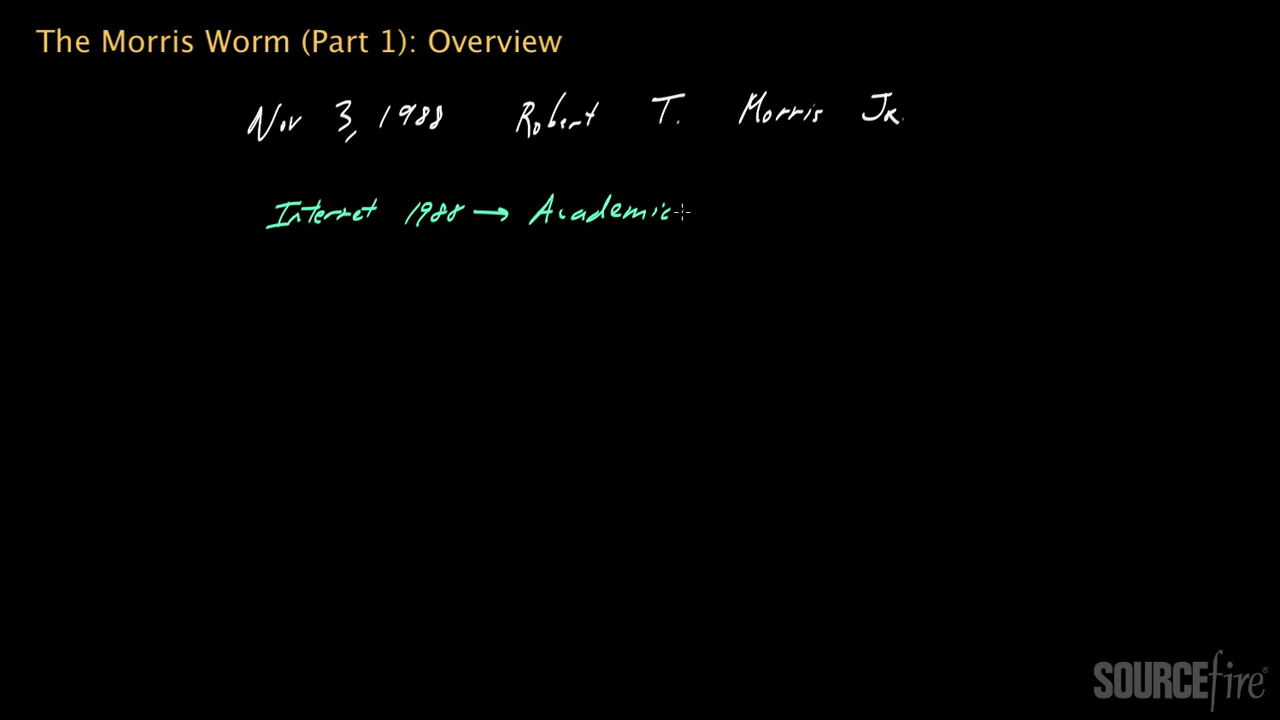 The Morris Worm (Part 1): Overview
Nov 3, 1988 Robert T. Morris Jr.
Internet 1988 → Academic
SOURCEfire®